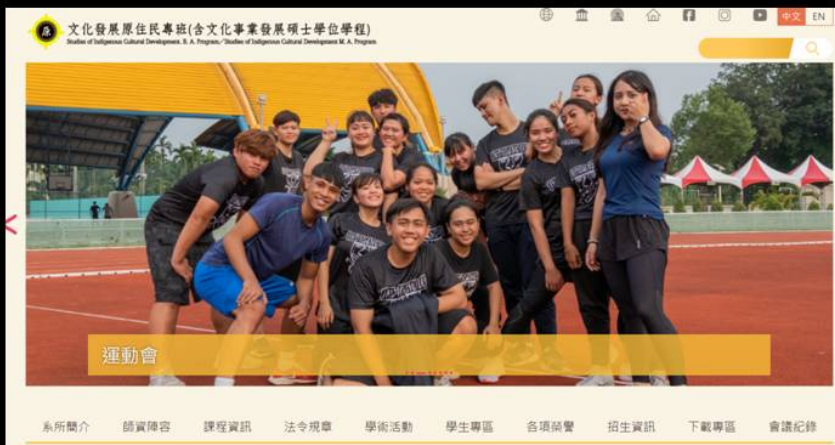 原
文化發展原住民專班(含文化事業發展碩士學位學程)
Studies of Indigenous Cultural Development, B. A. Program／Studies of Indigenous Cultural Development M. A. Program
中文 EN
運動會
系所簡介 師資陣容 課程資訊 法令規章 學術活動 學生專區 各項榮譽 招生資訊 下載專區 會議紀錄